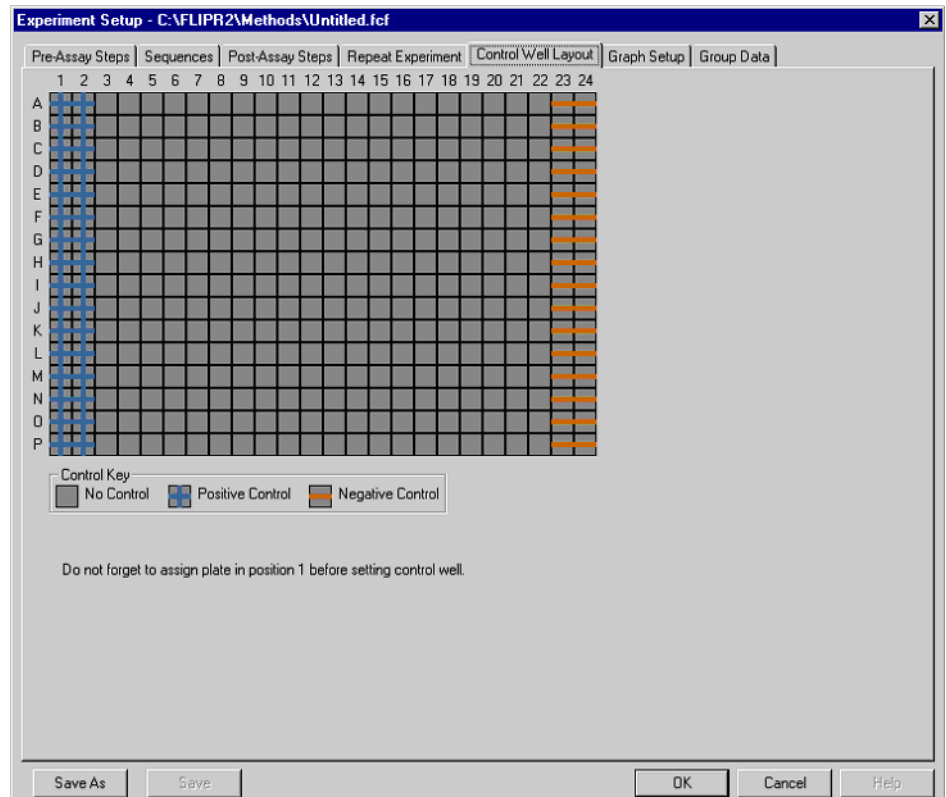 Experiment Setup - C:\FLIPR2\Methods\Untitled.fcf
Pre-Assay Steps Sequences Post-Assay Steps Repeat Experiment Control Well Layout Graph Setup Group Data
1 2 3 4 5 6 7 8 9 10 11 12 13 14 15 16 17 18 19 20 21 22 23 24
A
B
C
D
E
F
G
H
I
J
K
L
M
N
O
P
Control Key
No Control Positive Control Negative Control
Do not forget to assign plate in position 1 before setting control well.
Save As Save OK Cancel Help